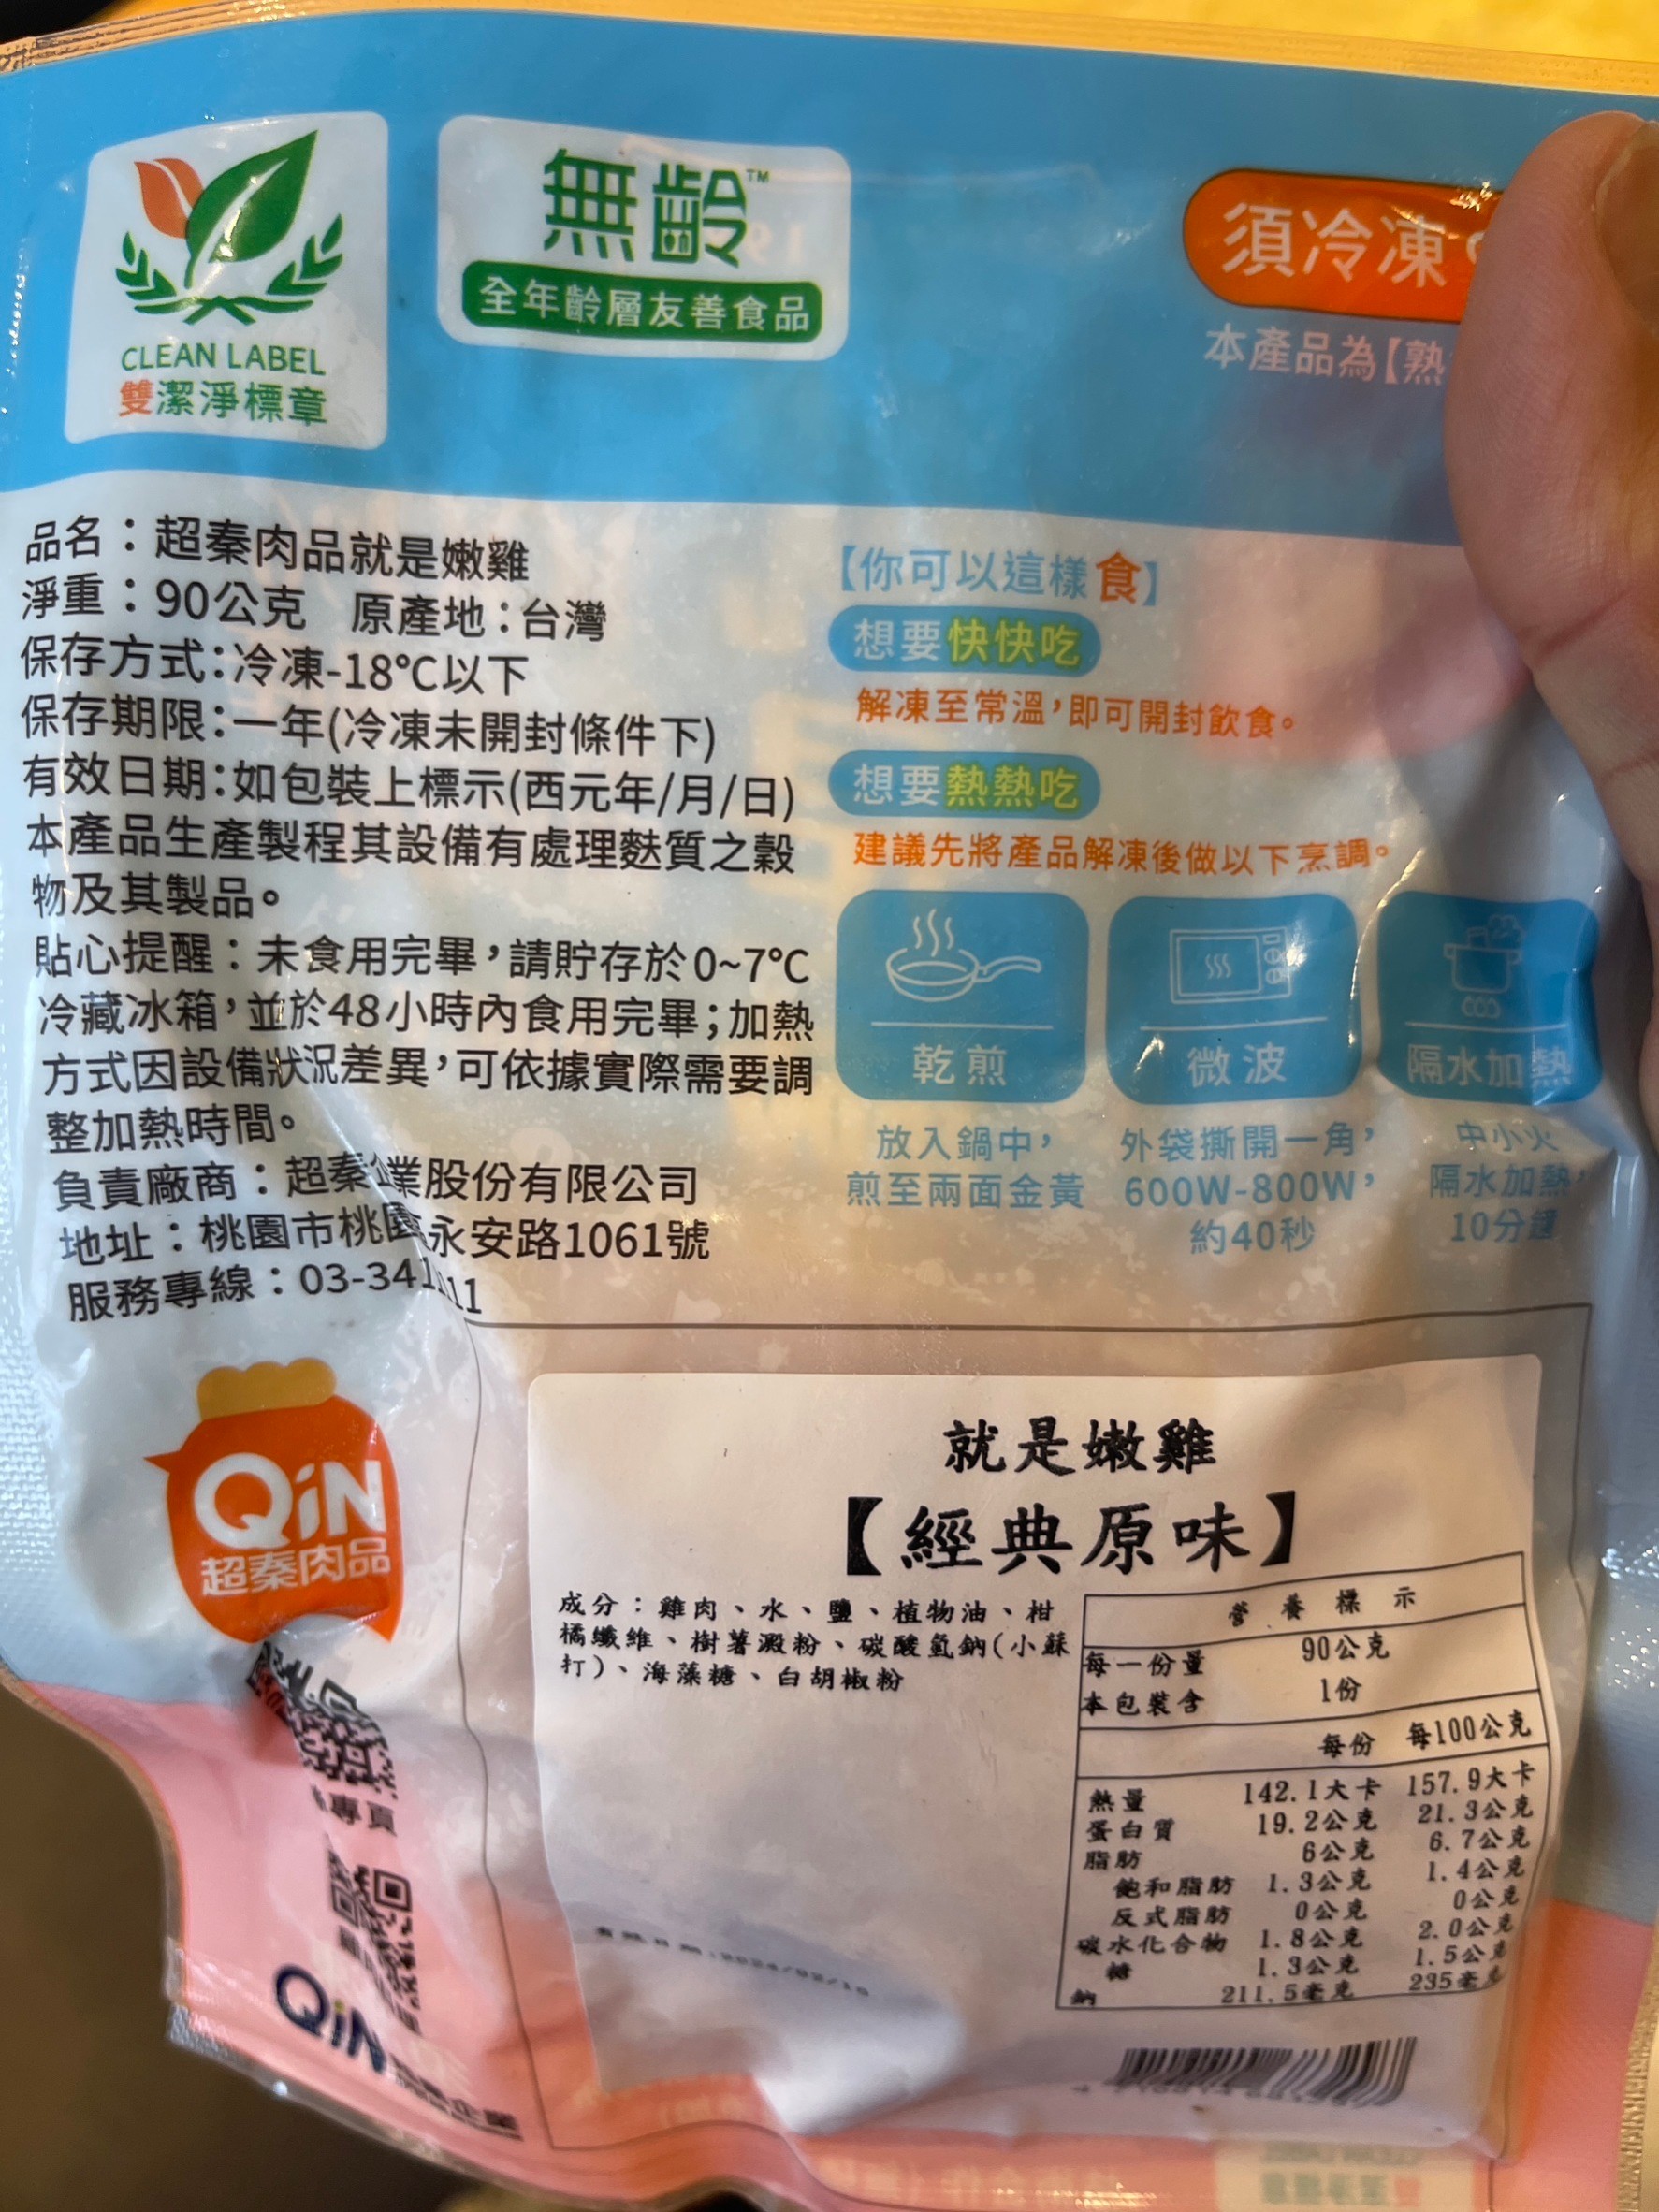 CLEAN LABEL
雙潔淨標章
無齡™
全年齡層友善食品
須冷凍
本產品為【熟
品名：超秦肉品就是嫩雞
淨重：90公克 原產地：台灣
保存方式：冷凍-18℃以下
保存期限：一年(冷凍未開封條件下)
有效日期：如包裝上標示(西元年/月/日)
本產品生產製程其設備有處理麩質之穀
物及其製品。
貼心提醒：未食用完畢，請貯存於0~7℃
冷藏冰箱，並於48小時內食用完畢；加熱
方式因設備狀況差異，可依據實際需要調
整加熱時間。
負責廠商：超秦企業股份有限公司
地址：桃園市桃園永安路1061號
服務專線：
【你可以這樣食】
想要快快吃
解凍至常溫，即可開封飲食。
想要熱熱吃
建議先將產品解凍後做以下烹調。
乾煎
放入鍋中，
煎至兩面金黃
微波
外袋撕開一角，
600W-800W，
約40秒
隔水加熱
中小火
隔水加熱，
10分鐘
QiN
超秦肉品
專頁
QiN
就是嫩雞
【經典原味】
成分：雞肉、水、鹽、植物油、柑
橘纖維、樹薯澱粉、碳酸氫鈉(小蘇
打)、海藻糖、白胡椒粉
營養標示
每一份量 90公克
本包裝含 1份
每份 每100公克
熱量 142.1大卡 157.9大卡
蛋白質 19.2公克 21.3公克
脂肪 6公克 6.7公克
飽和脂肪 1.3公克 1.4公克
反式脂肪 0公克 0公克
碳水化合物 1.8公克 2.0公克
糖 1.3公克 1.5公克
鈉 211.5毫克 235毫克